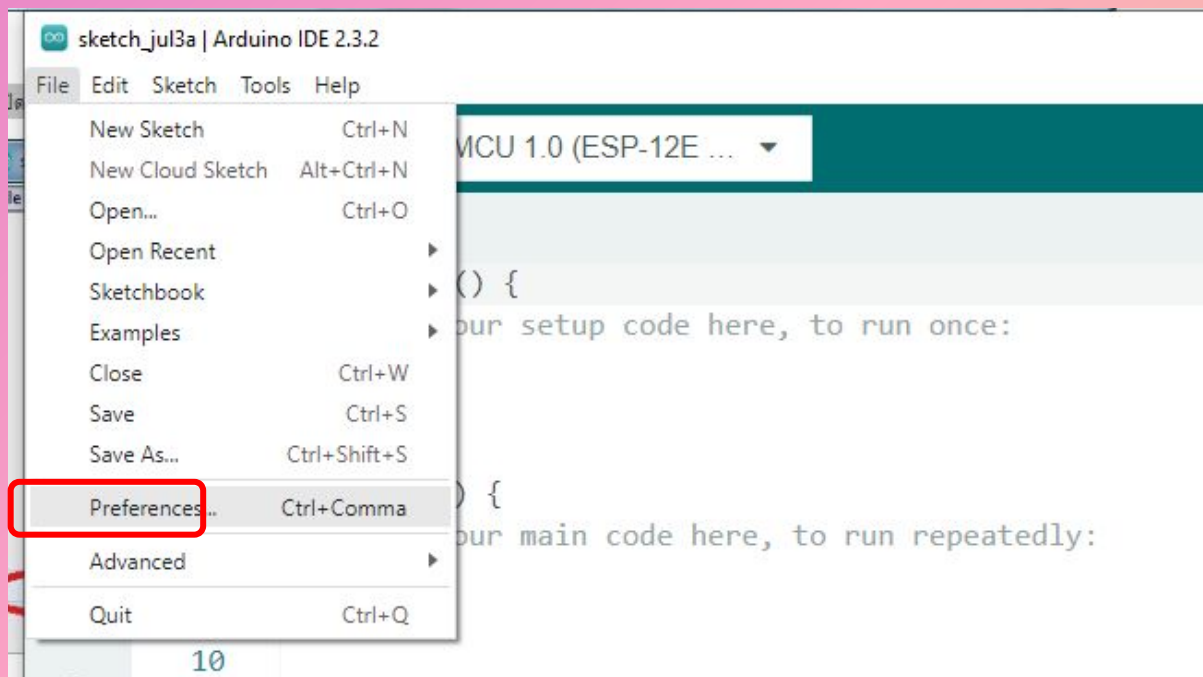 sketch_jul3a | Arduino IDE 2.3.2
File Edit Sketch Tools Help
New Sketch Ctrl+N
MCU 1.0 (ESP-12E ...
New Cloud Sketch Alt+Ctrl+N
Open... Ctrl+O
Open Recent
Sketchbook
() {
Examples
our setup code here, to run once:
Close Ctrl+W
Save Ctrl+S
Save As... Ctrl+Shift+S
Preferences... Ctrl+Comma
) {
our main code here, to run repeatedly:
Advanced
Quit Ctrl+Q
10